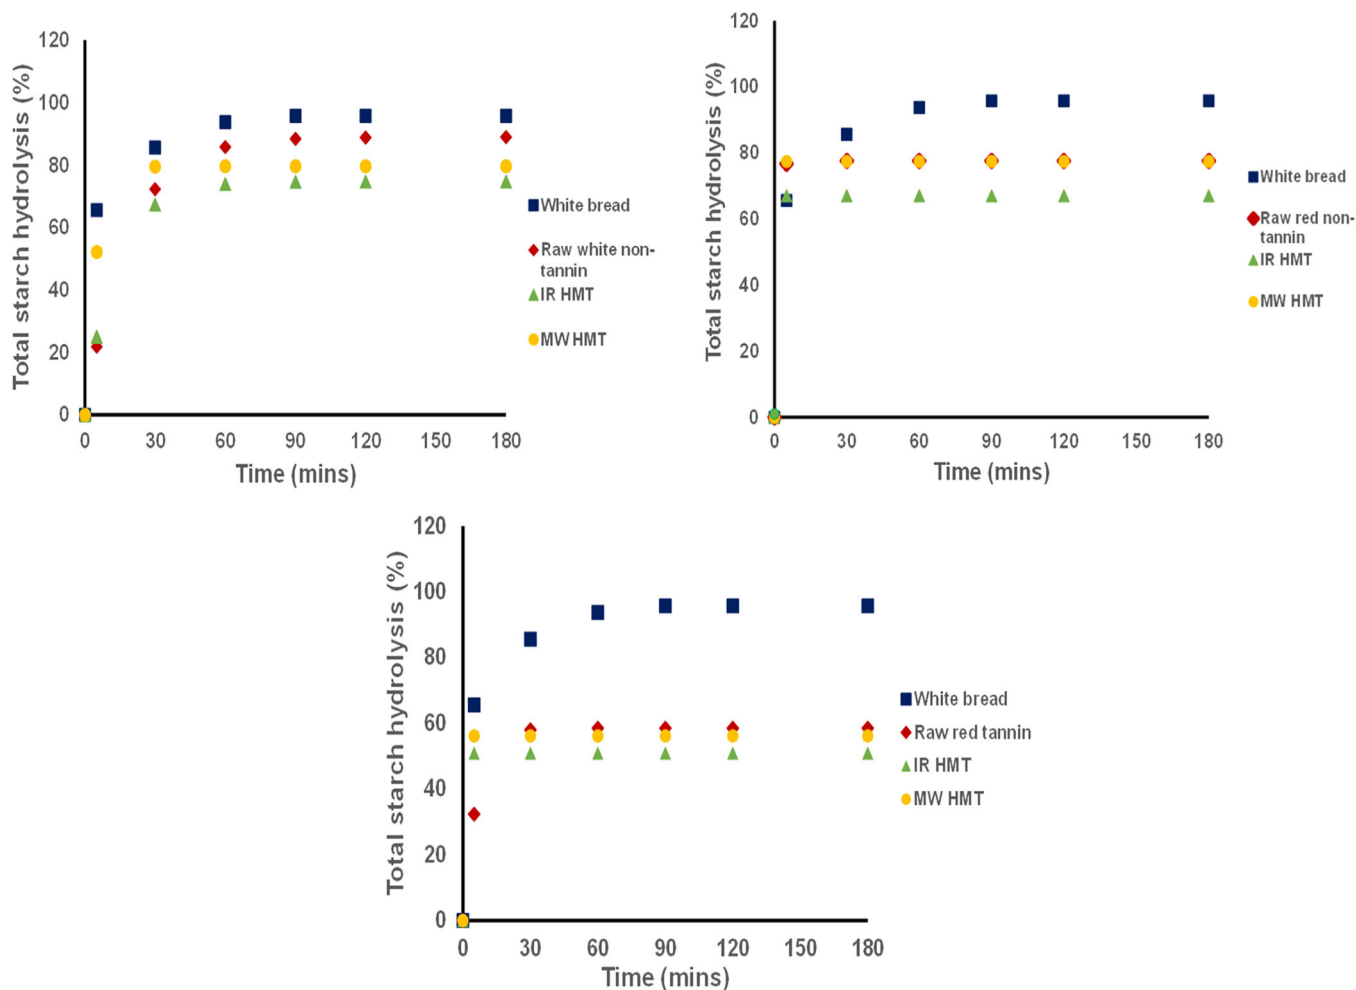 Total starch hydrolysis (%)
120
100
80
60
40
20
0
0 30 60 90 120 150 180
Time (mins)
White bread
Raw white non-
tannin
IR HMT
MW HMT
Total starch hydrolysis (%)
120
100
80
60
40
20
0
0 30 60 90 120 150 180
Time (mins)
White bread
Raw red non-
tannin
IR HMT
MW HMT
Total starch hydrolysis (%)
120
100
80
60
40
20
0
0 30 60 90 120 150 180
Time (mins)
White bread
Raw red tannin
IR HMT
MW HMT